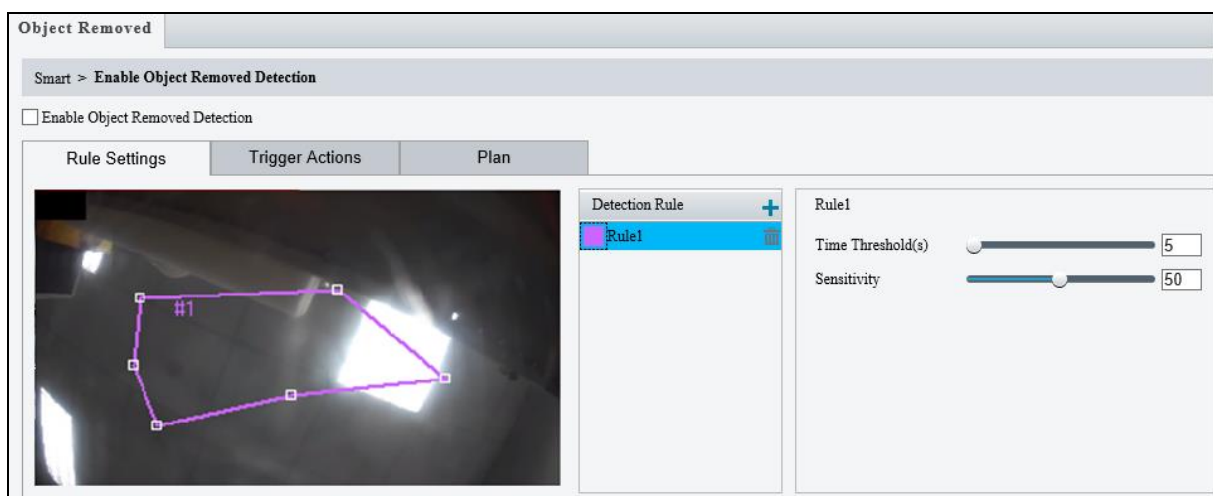 Object Removed
Smart > Enable Object Removed Detection
Enable Object Removed Detection
Rule Settings
Trigger Actions
Plan
#1
Detection Rule
Rule1
Rule1
Time Threshold(s) 5
Sensitivity 50